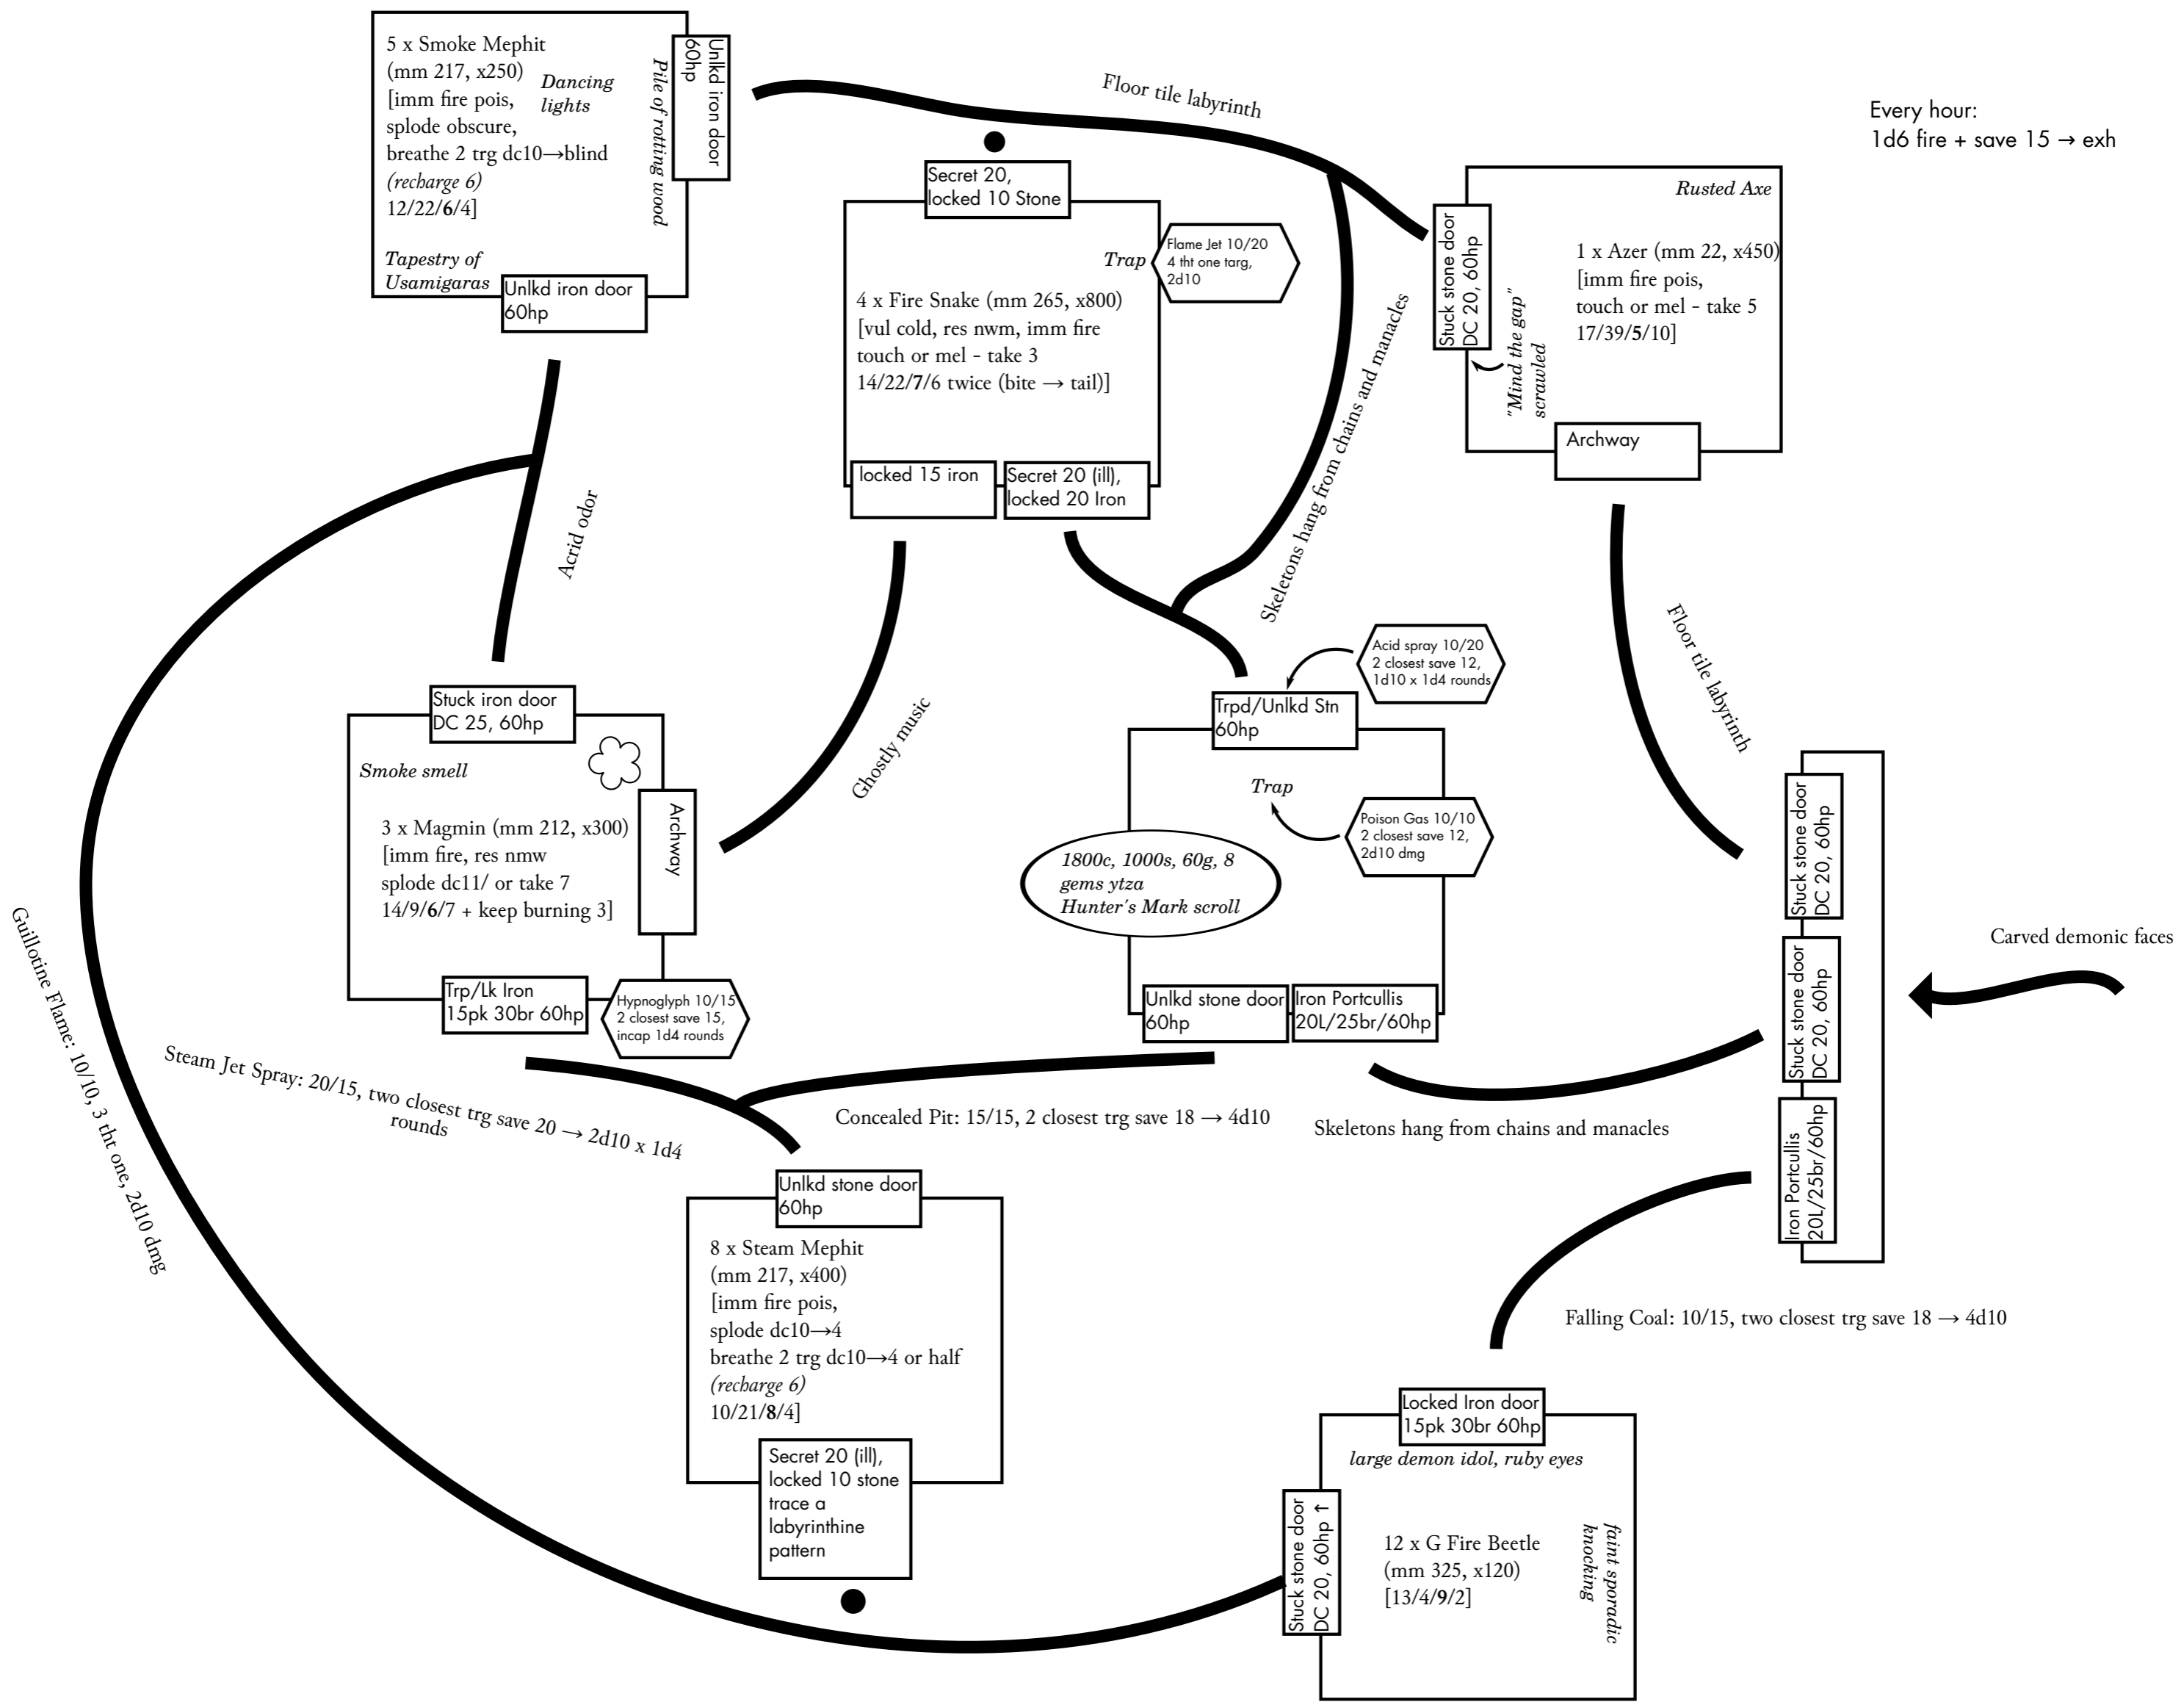 5 x Smoke Mephit
(mm 217, x250)
[imm fire pois,
splode obscure,
breathe 2 trg dc10→blind
(recharge 6)
12/22/6/4]
Dancing
lights
Pile of rotting wood
Unlkd iron door
60hp
Tapestry of
Usamigaras
Unlkd iron door
60hp
Floor tile labyrinth
Every hour:
1d6 fire + save 15 → exh
Secret 20,
locked 10 Stone
Trap
Flame Jet 10/20
4 tht one targ,
2d10
4 x Fire Snake (mm 265, x800)
[vul cold, res nwm, imm fire
touch or mel - take 3
14/22/7/6 twice (bite → tail)]
locked 15 iron
Secret 20 (ill),
locked 20 Iron
Skeletons hang from chains and manacles
Rusted Axe
Stuck stone door
DC 20, 60hp
1 x Azer (mm 22, x450)
[imm fire pois,
touch or mel - take 5
17/39/5/10]
"Mind the gap"
scrawled
Archway
Acrid odor
Ghostly music
Floor tile labyrinth
Stuck iron door
DC 25, 60hp
Smoke smell
3 x Magmin (mm 212, x300)
[imm fire, res nmw
splode dc11/ or take 7
14/9/6/7 + keep burning 3]
Archway
Trp/Lk Iron
15pk 30br 60hp
Hypnoglyph 10/15
2 closest save 15,
incap 1d4 rounds
Acid spray 10/20
2 closest save 12,
1d10 x 1d4 rounds
Trpd/Unlkd Stn
60hp
Trap
Poison Gas 10/10
2 closest save 12,
2d10 dmg
1800c, 1000s, 60g, 8
gems ytza
Hunter's Mark scroll
Unlkd stone door
60hp
Iron Portcullis
20L/25br/60hp
Stuck stone door
DC 20, 60hp
Stuck stone door
DC 20, 60hp
Iron Portcullis
20L/25br/60hp
Carved demonic faces
Guillotine Flame: 10/10, 3 tht one, 2d10 dmg
Steam Jet Spray: 20/15, two closest trg save 20 → 2d10 x 1d4
rounds
Concealed Pit: 15/15, 2 closest trg save 18 → 4d10
Skeletons hang from chains and manacles
Unlkd stone door
60hp
8 x Steam Mephit
(mm 217, x400)
[imm fire pois,
splode dc10→4
breathe 2 trg dc10→4 or half
(recharge 6)
10/21/8/4]
Secret 20 (ill),
locked 10 stone
trace a
labyrinthine
pattern
Falling Coal: 10/15, two closest trg save 18 → 4d10
Locked Iron door
15pk 30br 60hp
large demon idol, ruby eyes
Stuck stone door
DC 20, 60hp ↑
12 x G Fire Beetle
(mm 325, x120)
[13/4/9/2]
faint sporadic
knocking